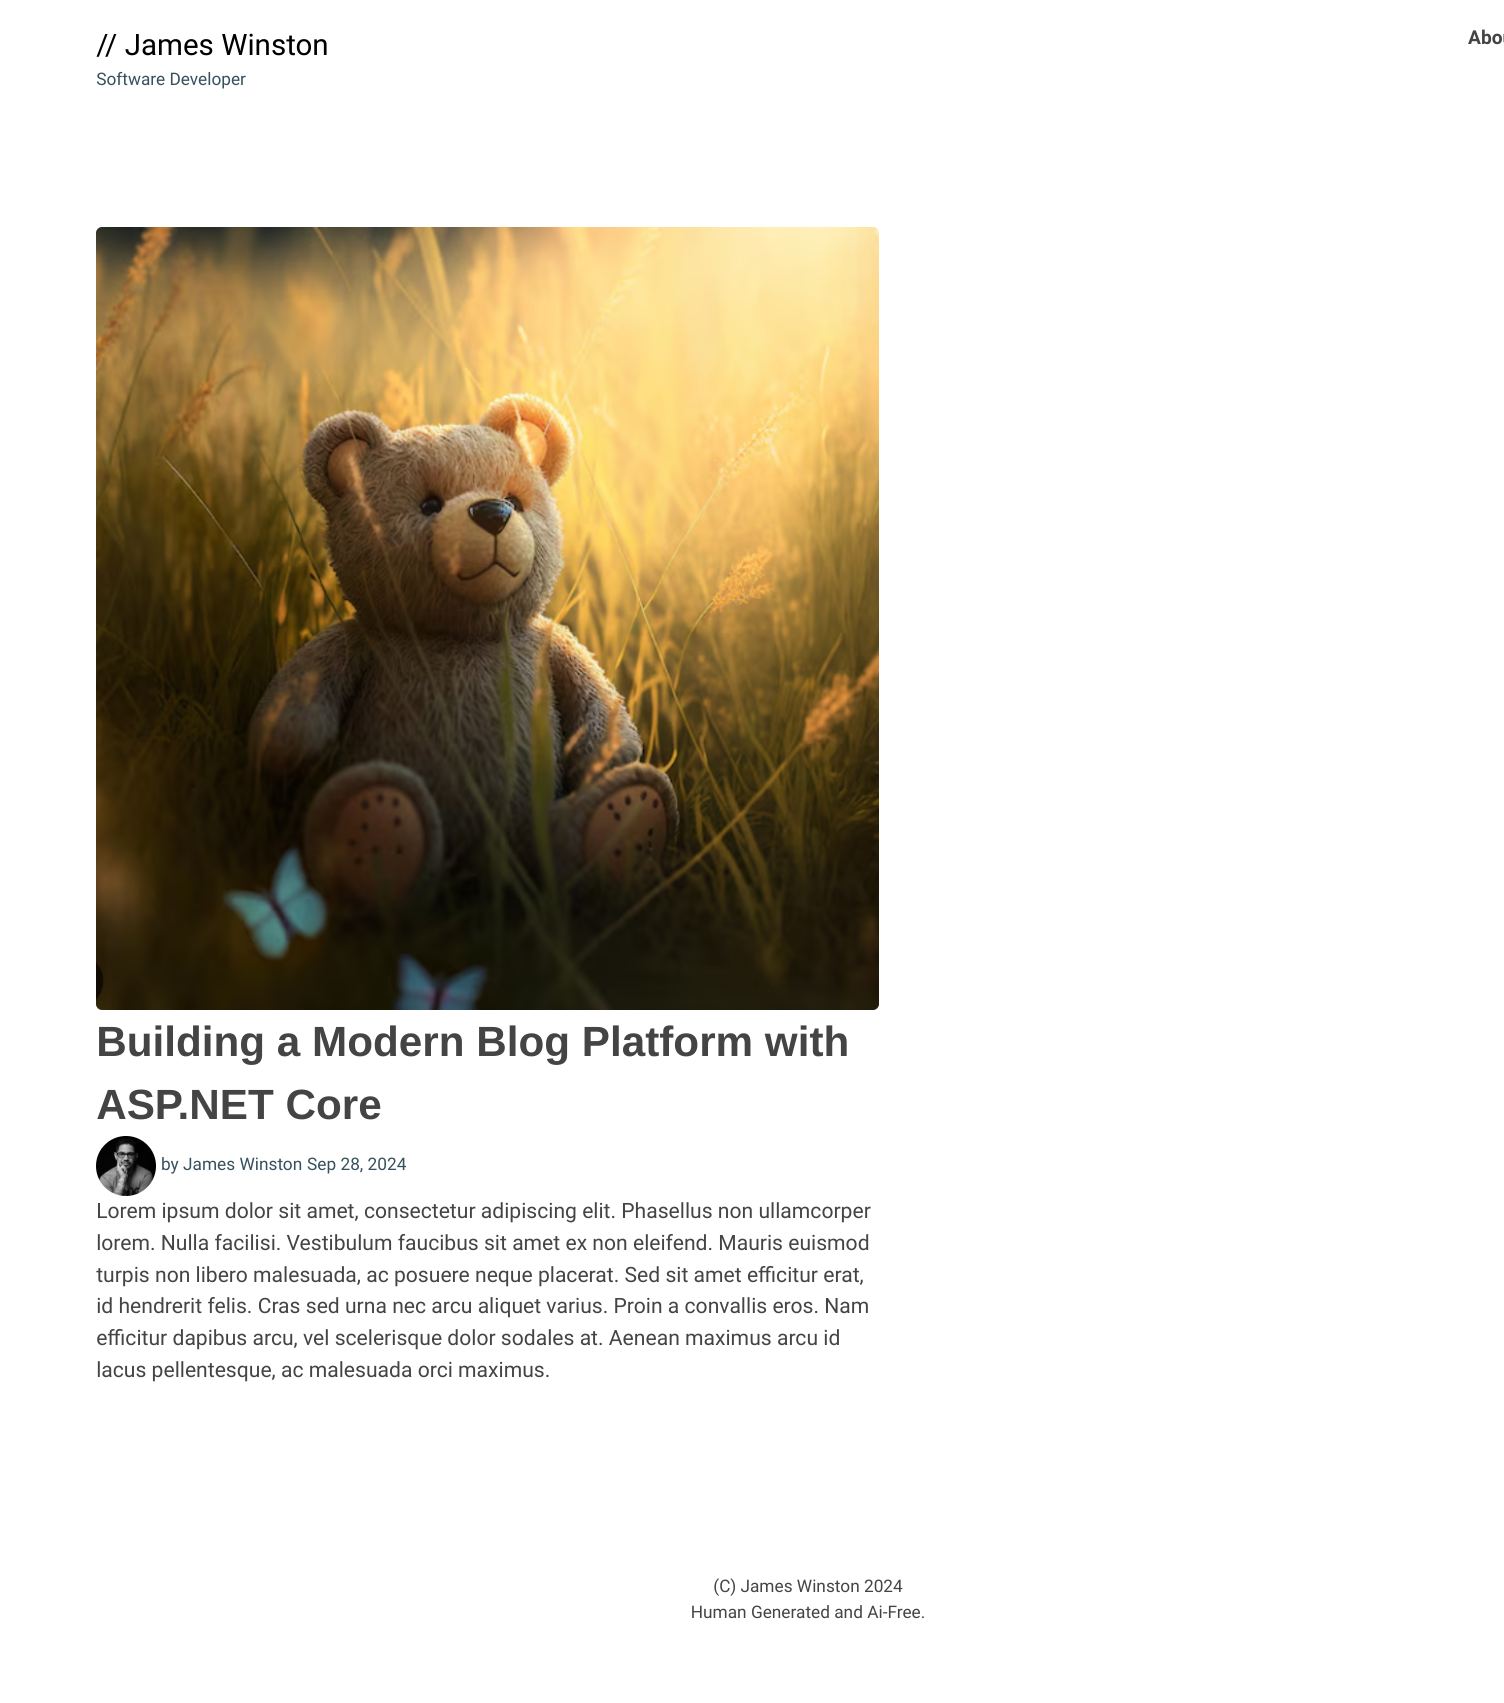 // James Winston
Software Developer
Building a Modern Blog Platform with
ASP.NET Core
by James Winston Sep 28, 2024
Lorem ipsum dolor sit amet, consectetur adipiscing elit. Phasellus non ullamcorper
lorem. Nulla facilisi. Vestibulum faucibus sit amet ex non eleifend. Mauris euismod
turpis non libero malesuada, ac posuere neque placerat. Sed sit amet efficitur erat,
id hendrerit felis. Cras sed urna nec arcu aliquet varius. Proin a convallis eros. Nam
efficitur dapibus arcu, vel scelerisque dolor sodales at. Aenean maximus arcu id
lacus pellentesque, ac malesuada orci maximus.
(C) James Winston 2024
Human Generated and Ai-Free.